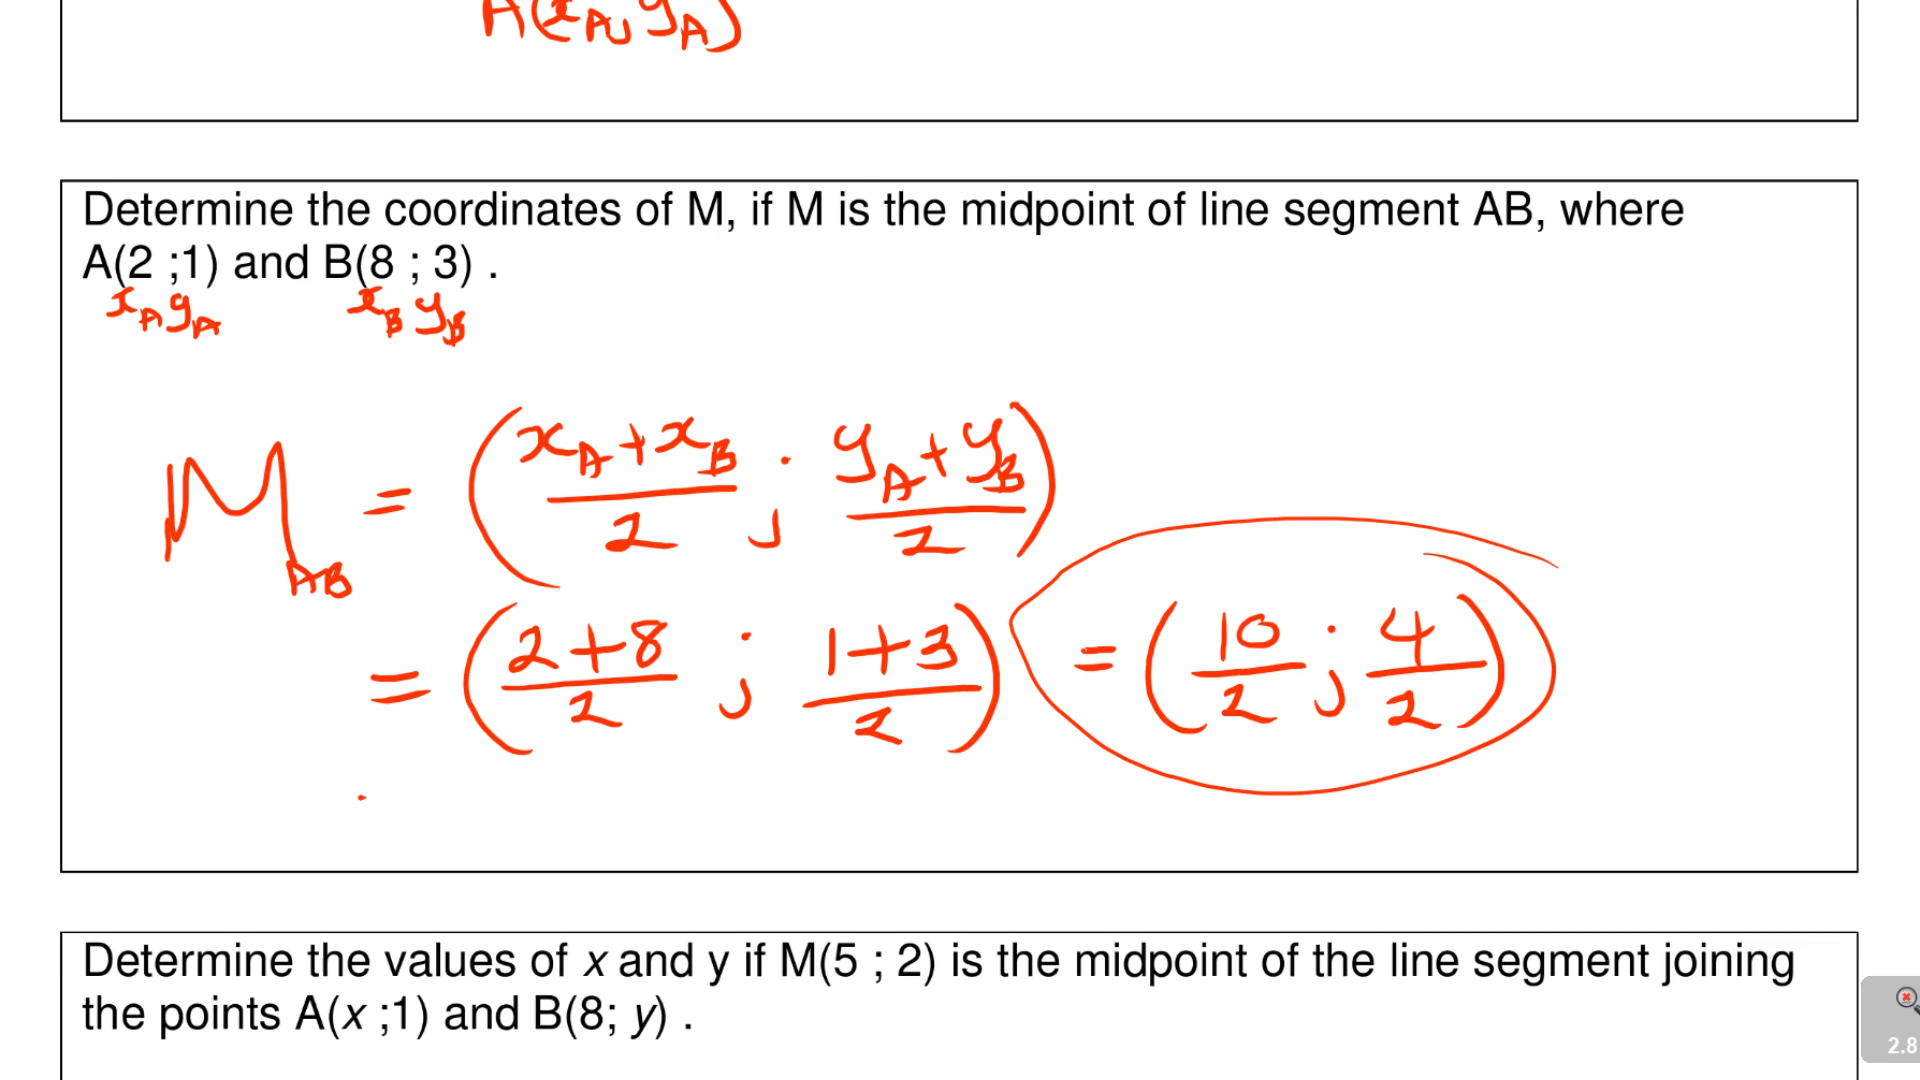 A(xA; yA)
Determine the coordinates of M, if M is the midpoint of line segment AB, where
A(2 ;1) and B(8 ; 3) .
xA yA xB yB
M_AB = ( (xA+xB)/2 ; (yA+yB)/2 )
= ( (2+8)/2 ; (1+3)/2 ) = ( 10/2 ; 4/2 )
Determine the values of x and y if M(5 ; 2) is the midpoint of the line segment joining
the points A(x ;1) and B(8; y) .
2.8